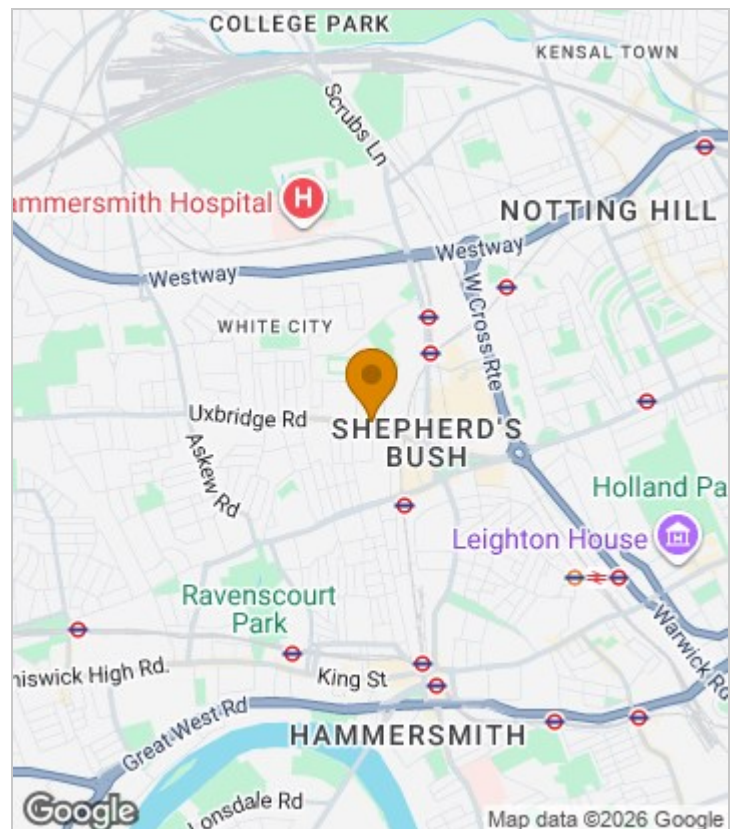 COLLEGE PARK
KENSAL TOWN
Scrubs Ln
ammersmith Hospital
H
NOTTING HILL
Westway
Westway
W Cross Rte
WHITE CITY
Uxbridge Rd
SHEPHERD'S
BUSH
Askew Rd
Holland Pa
Leighton House
Ravenscourt
Park
Warwick Rd
niswick High Rd.
King St
Great West Rd
HAMMERSMITH
Lonsdale Rd
Google
Map data ©2026 Google